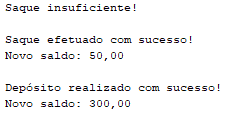 Saque insuficiente!
Saque efetuado com sucesso!
Novo saldo: 50,00
Depósito realizado com sucesso!
Novo saldo: 300,00